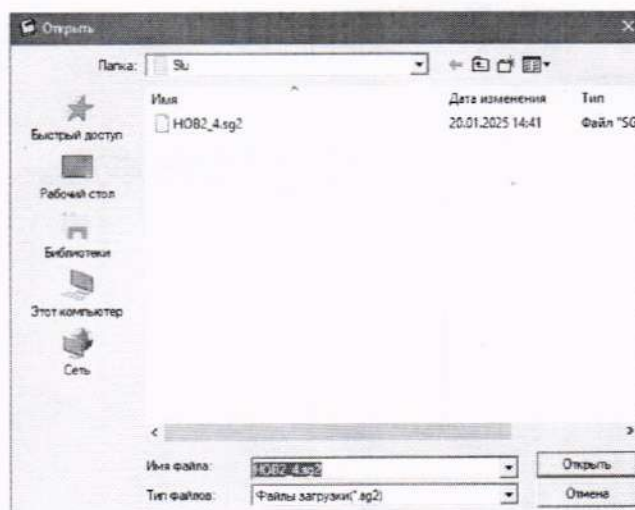 Открыть
Папка: Slu
Имя Дата изменения Тип
HOB2_4.sg2 20.01.2025 14:41 Файл "SG
Быстрый доступ
Рабочий стол
Библиотеки
Этот компьютер
Сеть
Имя файла: HOB2_4.sg2 Открыть
Тип файлов: Файлы загрузки(*.sg2) Отмена